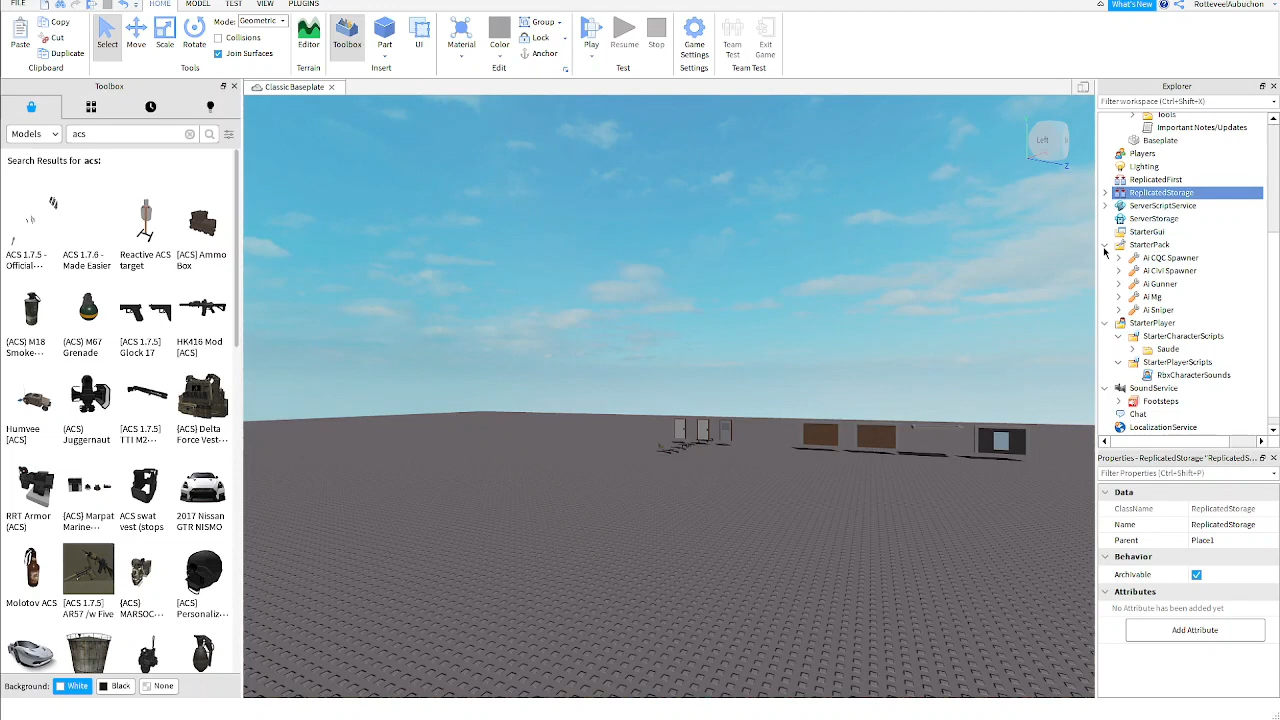 FILE HOME MODEL TEST VIEW PLUGINS What's New RotteveelAubuchon
Paste Copy Cut Duplicate Clipboard
Select Move Scale Rotate Mode: Geometric Collisions Join Surfaces Tools
Editor Terrain
Toolbox Part UI Insert
Material Color Group Lock Anchor Edit
Play Resume Stop Test
Game Settings Settings
Team Test Exit Game Team Test
Toolbox
Models acs
Search Results for acs:
ACS 1.7.5 - Official···
ACS 1.7.6 - Made Easier
Reactive ACS target
[ACS] Ammo Box
[ACS] M18 Smoke···
[ACS] M67 Grenade
[ACS 1.7.5] Glock 17
HK416 Mod [ACS]
Humvee [ACS]
{ACS} Juggernaut
[ACS 1.7.5] TTI M2···
{ACS} Delta Force Vest···
RRT Armor {ACS}
{ACS} Marpat Marine···
ACS swat vest (stops
2017 Nissan GTR NISMO
Molotov ACS
[ACS 1.7.5] AR57 /w Five
{ACS} MARSOC···
{ACS} Personaliz···
Background: White Black None
Classic Baseplate
Left
Y
Z
Explorer
Filter workspace (Ctrl+Shift+X)
Tools
Important Notes/Updates
Baseplate
Players
Lighting
ReplicatedFirst
ReplicatedStorage
ServerScriptService
ServerStorage
StarterGui
StarterPack
Ai CQC Spawner
Ai Civi Spawner
Ai Gunner
Ai Mg
Ai Sniper
StarterPlayer
StarterCharacterScripts
Saude
StarterPlayerScripts
RbxCharacterSounds
SoundService
Footsteps
Chat
LocalizationService
Properties - ReplicatedStorage "ReplicatedS...
Filter Properties (Ctrl+Shift+P)
Data
ClassName ReplicatedStorage
Name ReplicatedStorage
Parent Place1
Behavior
Archivable
Attributes
No Attribute has been added yet
Add Attribute